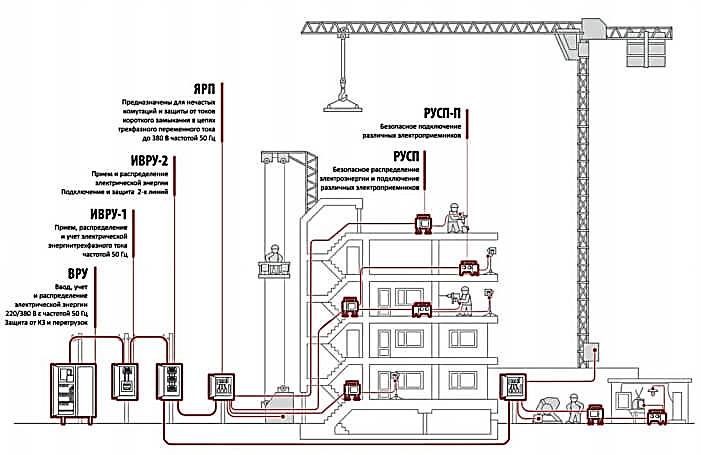 ЯРП
Предназначены для нечастых
комутаций и защиты от токов
короткого замыкания в цепях
трехфазного переменного тока
до 380 В частотой 50 Гц
ИВРУ-2
Прием и распределение
электрической энергии
Подключение и защита 2-х линий
ИВРУ-1
Прием, распределение
и учет электрической
энергиитрехфазного тока
частотой 50 Гц
ВРУ
Ввод, учет
и распределение
электрической энергии
220/380 В с частотой 50 Гц
Защита от КЗ и перегрузок
РУСП-П
Безопасное подключение
различных электроприемников
РУСП
Безопасное распределение
электроэнергии и подключение
различных электроприемников